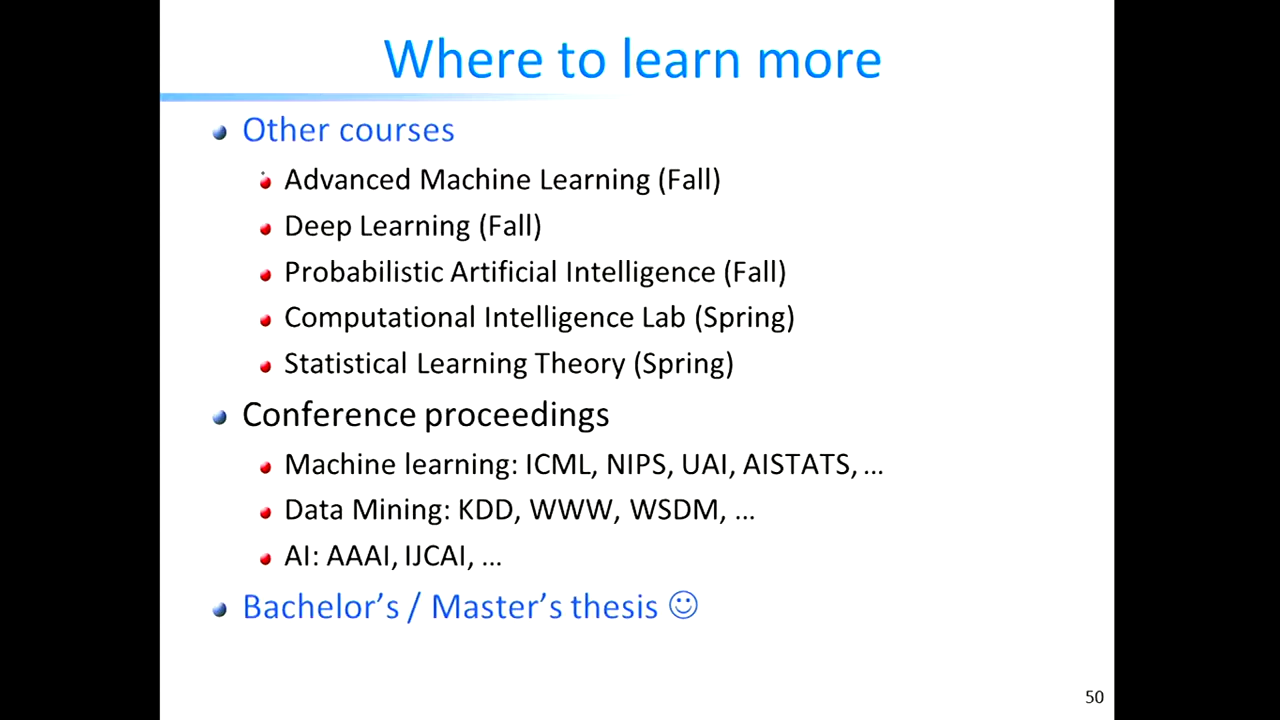 Where to learn more
Other courses
Advanced Machine Learning (Fall)
Deep Learning (Fall)
Probabilistic Artificial Intelligence (Fall)
Computational Intelligence Lab (Spring)
Statistical Learning Theory (Spring)
Conference proceedings
Machine learning: ICML, NIPS, UAI, AISTATS, ...
Data Mining: KDD, WWW, WSDM, ...
AI: AAAI, IJCAI, ...
Bachelor’s / Master’s thesis ☺
50